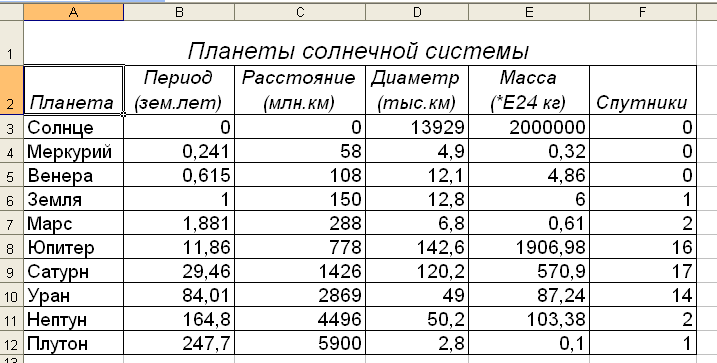 A B C D E F
1 Планеты солнечной системы
Период Расстояние Диаметр Масса
2 Планета (зем.лет) (млн.км) (тыс.км) (*E24 кг) Спутники
3 Солнце 0 0 13929 2000000 0
4 Меркурий 0,241 58 4,9 0,32 0
5 Венера 0,615 108 12,1 4,86 0
6 Земля 1 150 12,8 6 1
7 Марс 1,881 288 6,8 0,61 2
8 Юпитер 11,86 778 142,6 1906,98 16
9 Сатурн 29,46 1426 120,2 570,9 17
10 Уран 84,01 2869 49 87,24 14
11 Нептун 164,8 4496 50,2 103,38 2
12 Плутон 247,7 5900 2,8 0,1 1